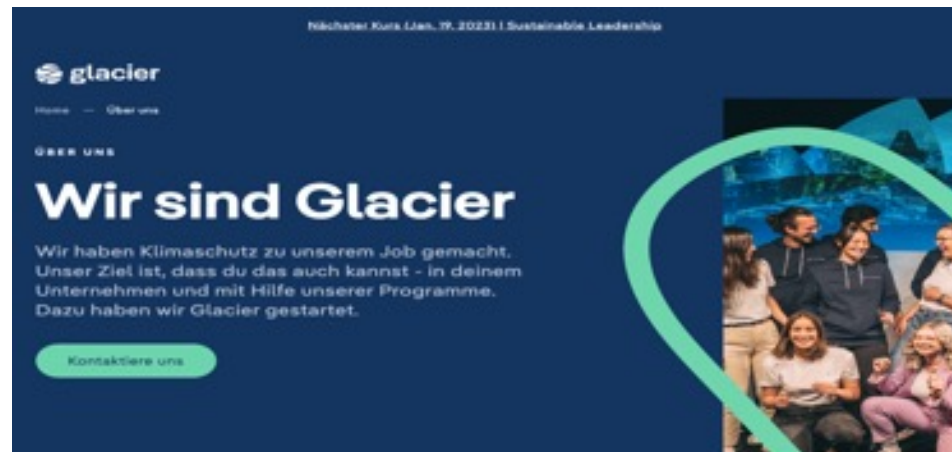 Nächster Kurs (Jan. 19. 2023) | Sustainable Leadership
glacier
Home — Über uns
ÜBER UNS
Wir sind Glacier
Wir haben Klimaschutz zu unserem Job gemacht.
Unser Ziel ist, dass du das auch kannst - in deinem
Unternehmen und mit Hilfe unserer Programme.
Dazu haben wir Glacier gestartet.
Kontaktiere uns